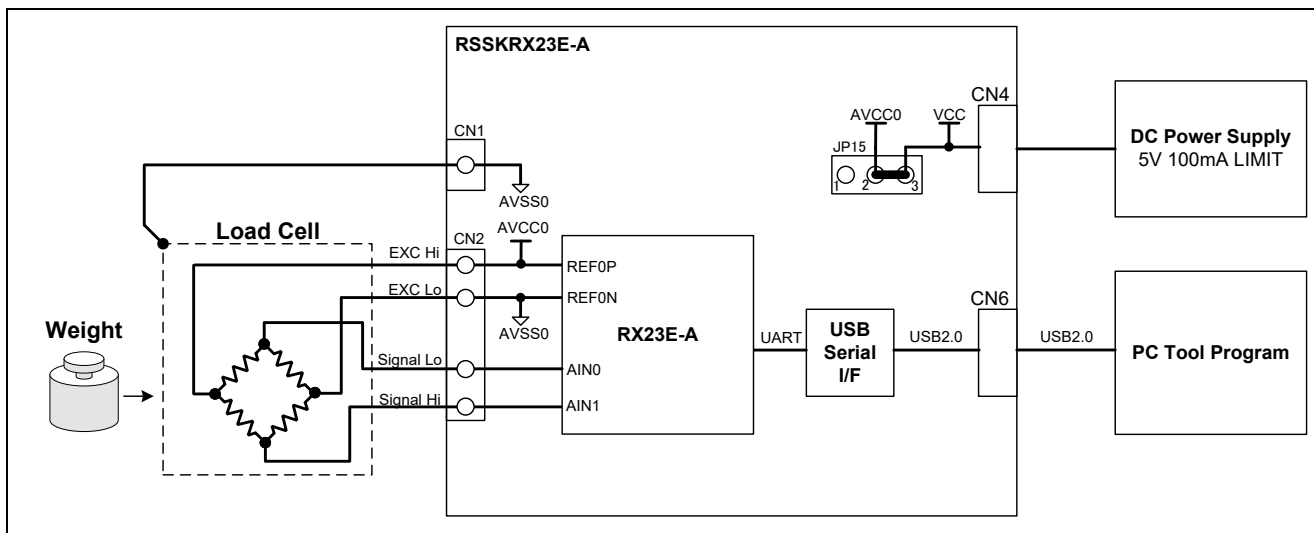 RSSKRX23E-A
CN1
AVSS0
AVCC0
VCC
CN4
JP15
1
2
3
DC Power Supply
5V 100mA LIMIT
Load Cell
CN2
AVCC0
EXC Hi
REF0P
EXC Lo
REF0N
AVSS0
Weight
RX23E-A
UART
USB
Serial
I/F
USB2.0
CN6
USB2.0
PC Tool Program
Signal Lo
AIN0
Signal Hi
AIN1